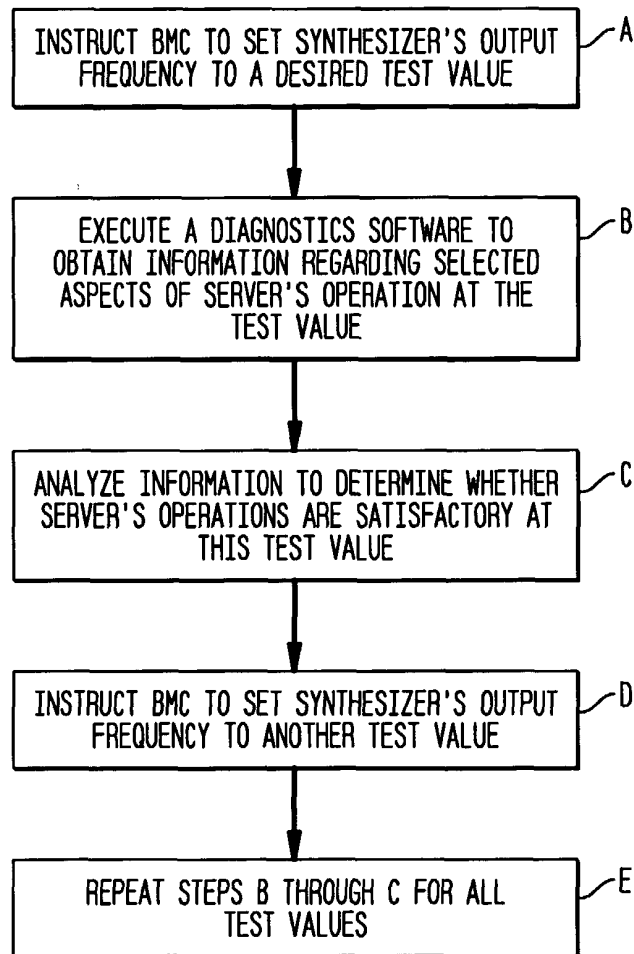 INSTRUCT BMC TO SET SYNTHESIZER'S OUTPUT
FREQUENCY TO A DESIRED TEST VALUE
A
EXECUTE A DIAGNOSTICS SOFTWARE TO
OBTAIN INFORMATION REGARDING SELECTED
ASPECTS OF SERVER'S OPERATION AT THE
TEST VALUE
B
ANALYZE INFORMATION TO DETERMINE WHETHER
SERVER'S OPERATIONS ARE SATISFACTORY AT
THIS TEST VALUE
C
INSTRUCT BMC TO SET SYNTHESIZER'S OUTPUT
FREQUENCY TO ANOTHER TEST VALUE
D
REPEAT STEPS B THROUGH C FOR ALL
TEST VALUES
E